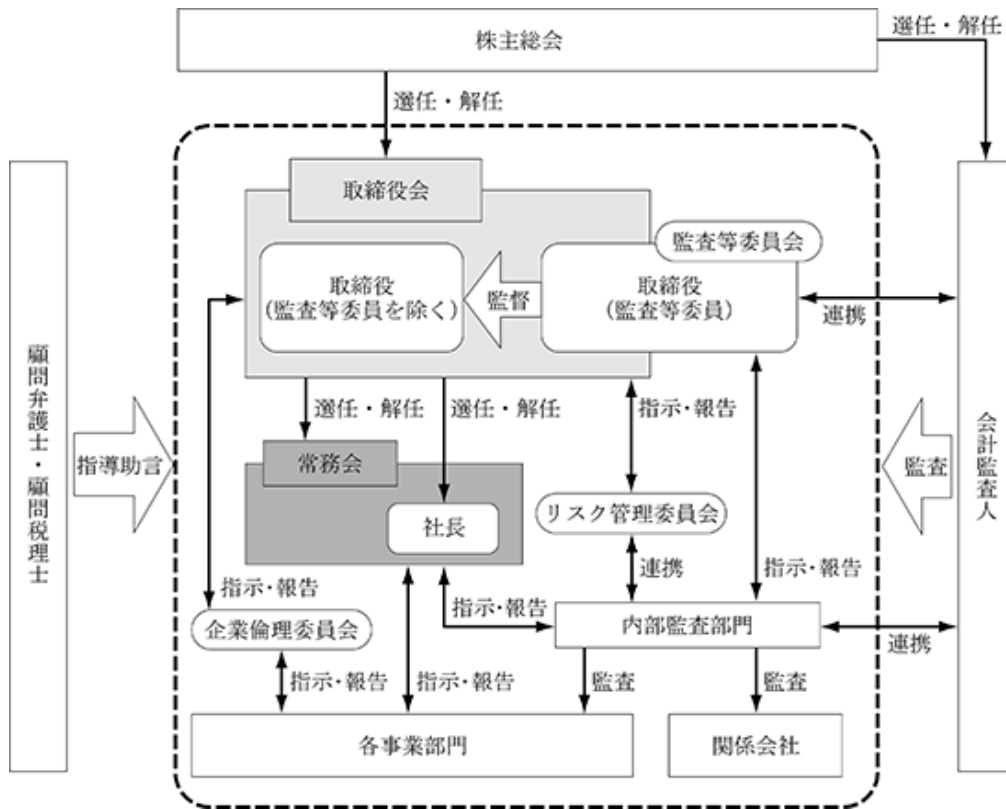 株主総会
選任・解任
選任・解任
取締役会
監査等委員会
取締役
(監査等委員を除く)
監督
取締役
(監査等委員)
連携
顧問弁護士・顧問税理士
指導助言
会計監査人
監査
選任・解任
選任・解任
指示・報告
常務会
社長
リスク管理委員会
連携
指示・報告
指示・報告
指示・報告
企業倫理委員会
内部監査部門
連携
指示・報告
指示・報告
監査
監査
各事業部門
関係会社